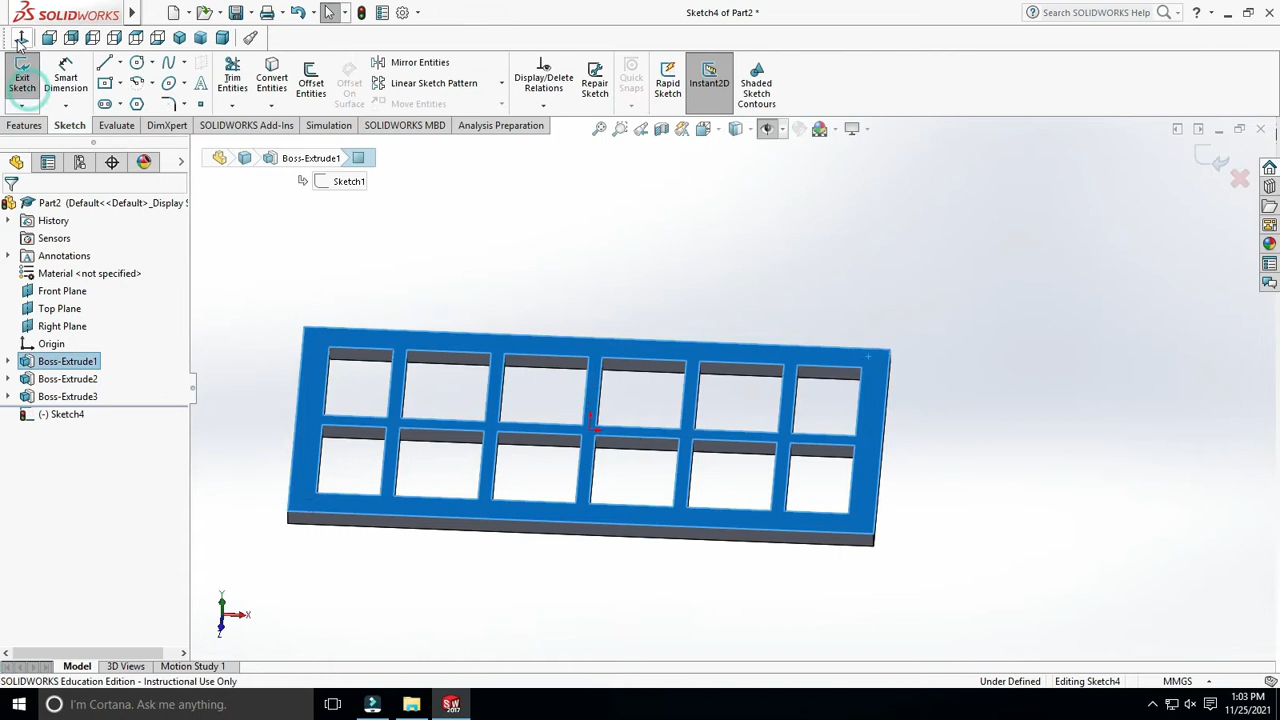 SOLIDWORKS
Sketch4 of Part2 *
Search SOLIDWORKS Help
Exit Sketch
Smart Dimension
Trim Entities
Convert Entities
Offset Entities
Offset On Surface
Mirror Entities
Linear Sketch Pattern
Move Entities
Display/Delete Relations
Repair Sketch
Quick Snaps
Rapid Sketch
Instant2D
Shaded Sketch Contours
Features
Sketch
Evaluate
DimXpert
SOLIDWORKS Add-Ins
Simulation
SOLIDWORKS MBD
Analysis Preparation
Boss-Extrude1
Sketch1
Part2 (Default<<Default>_Display S
History
Sensors
Annotations
Material <not specified>
Front Plane
Top Plane
Right Plane
Origin
Boss-Extrude1
Boss-Extrude2
Boss-Extrude3
(-) Sketch4
Y
X
Z
Model
3D Views
Motion Study 1
SOLIDWORKS Education Edition - Instructional Use Only
Under Defined
Editing Sketch4
MMGS
I'm Cortana. Ask me anything.
SW
2017
1:03 PM
11/25/2021